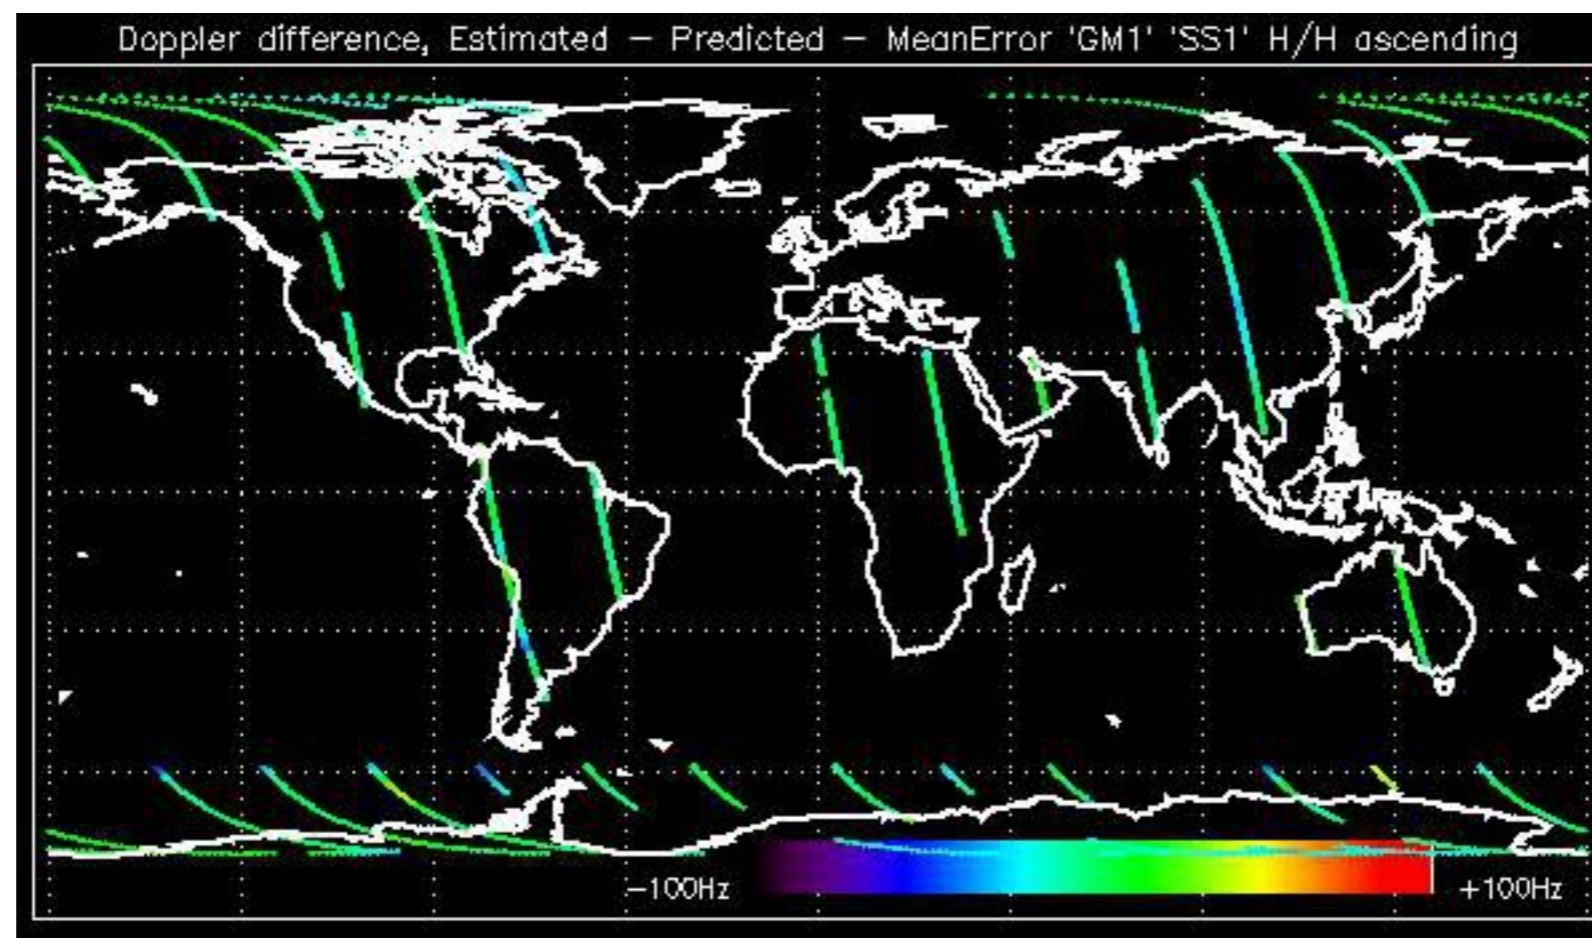 Doppler difference, Estimated – Predicted – MeanError 'GM1' 'SS1' H/H ascending
–100Hz +100Hz